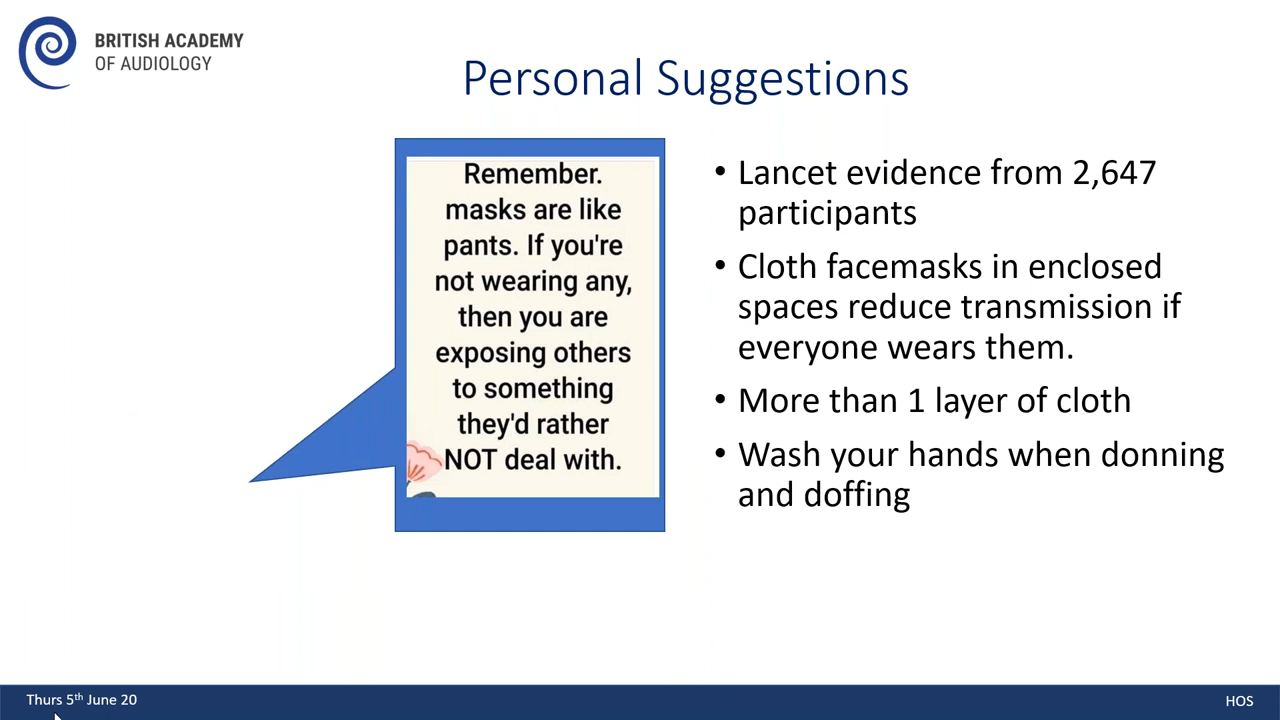 BRITISH ACADEMY
OF AUDIOLOGY
Personal Suggestions
Remember.
masks are like
pants. If you're
not wearing any,
then you are
exposing others
to something
they'd rather
NOT deal with.
• Lancet evidence from 2,647
participants
• Cloth facemasks in enclosed
spaces reduce transmission if
everyone wears them.
• More than 1 layer of cloth
• Wash your hands when donning
and doffing
Thurs 5th June 20
HOS